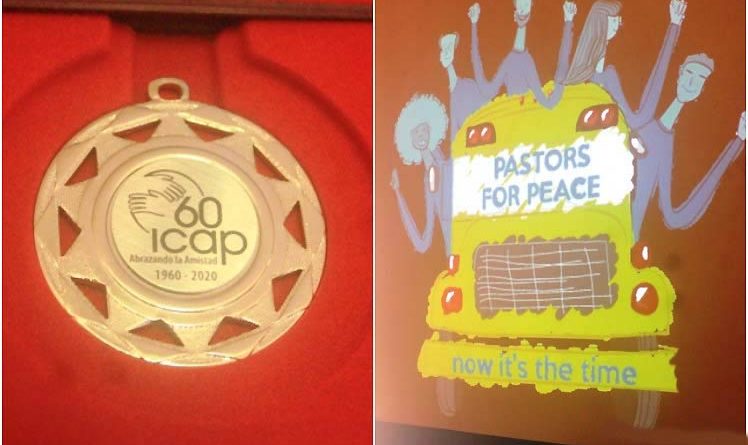 60
icap
Abrazando la Amistad
1960 - 2020
PASTORS
FOR PEACE
now it's the time